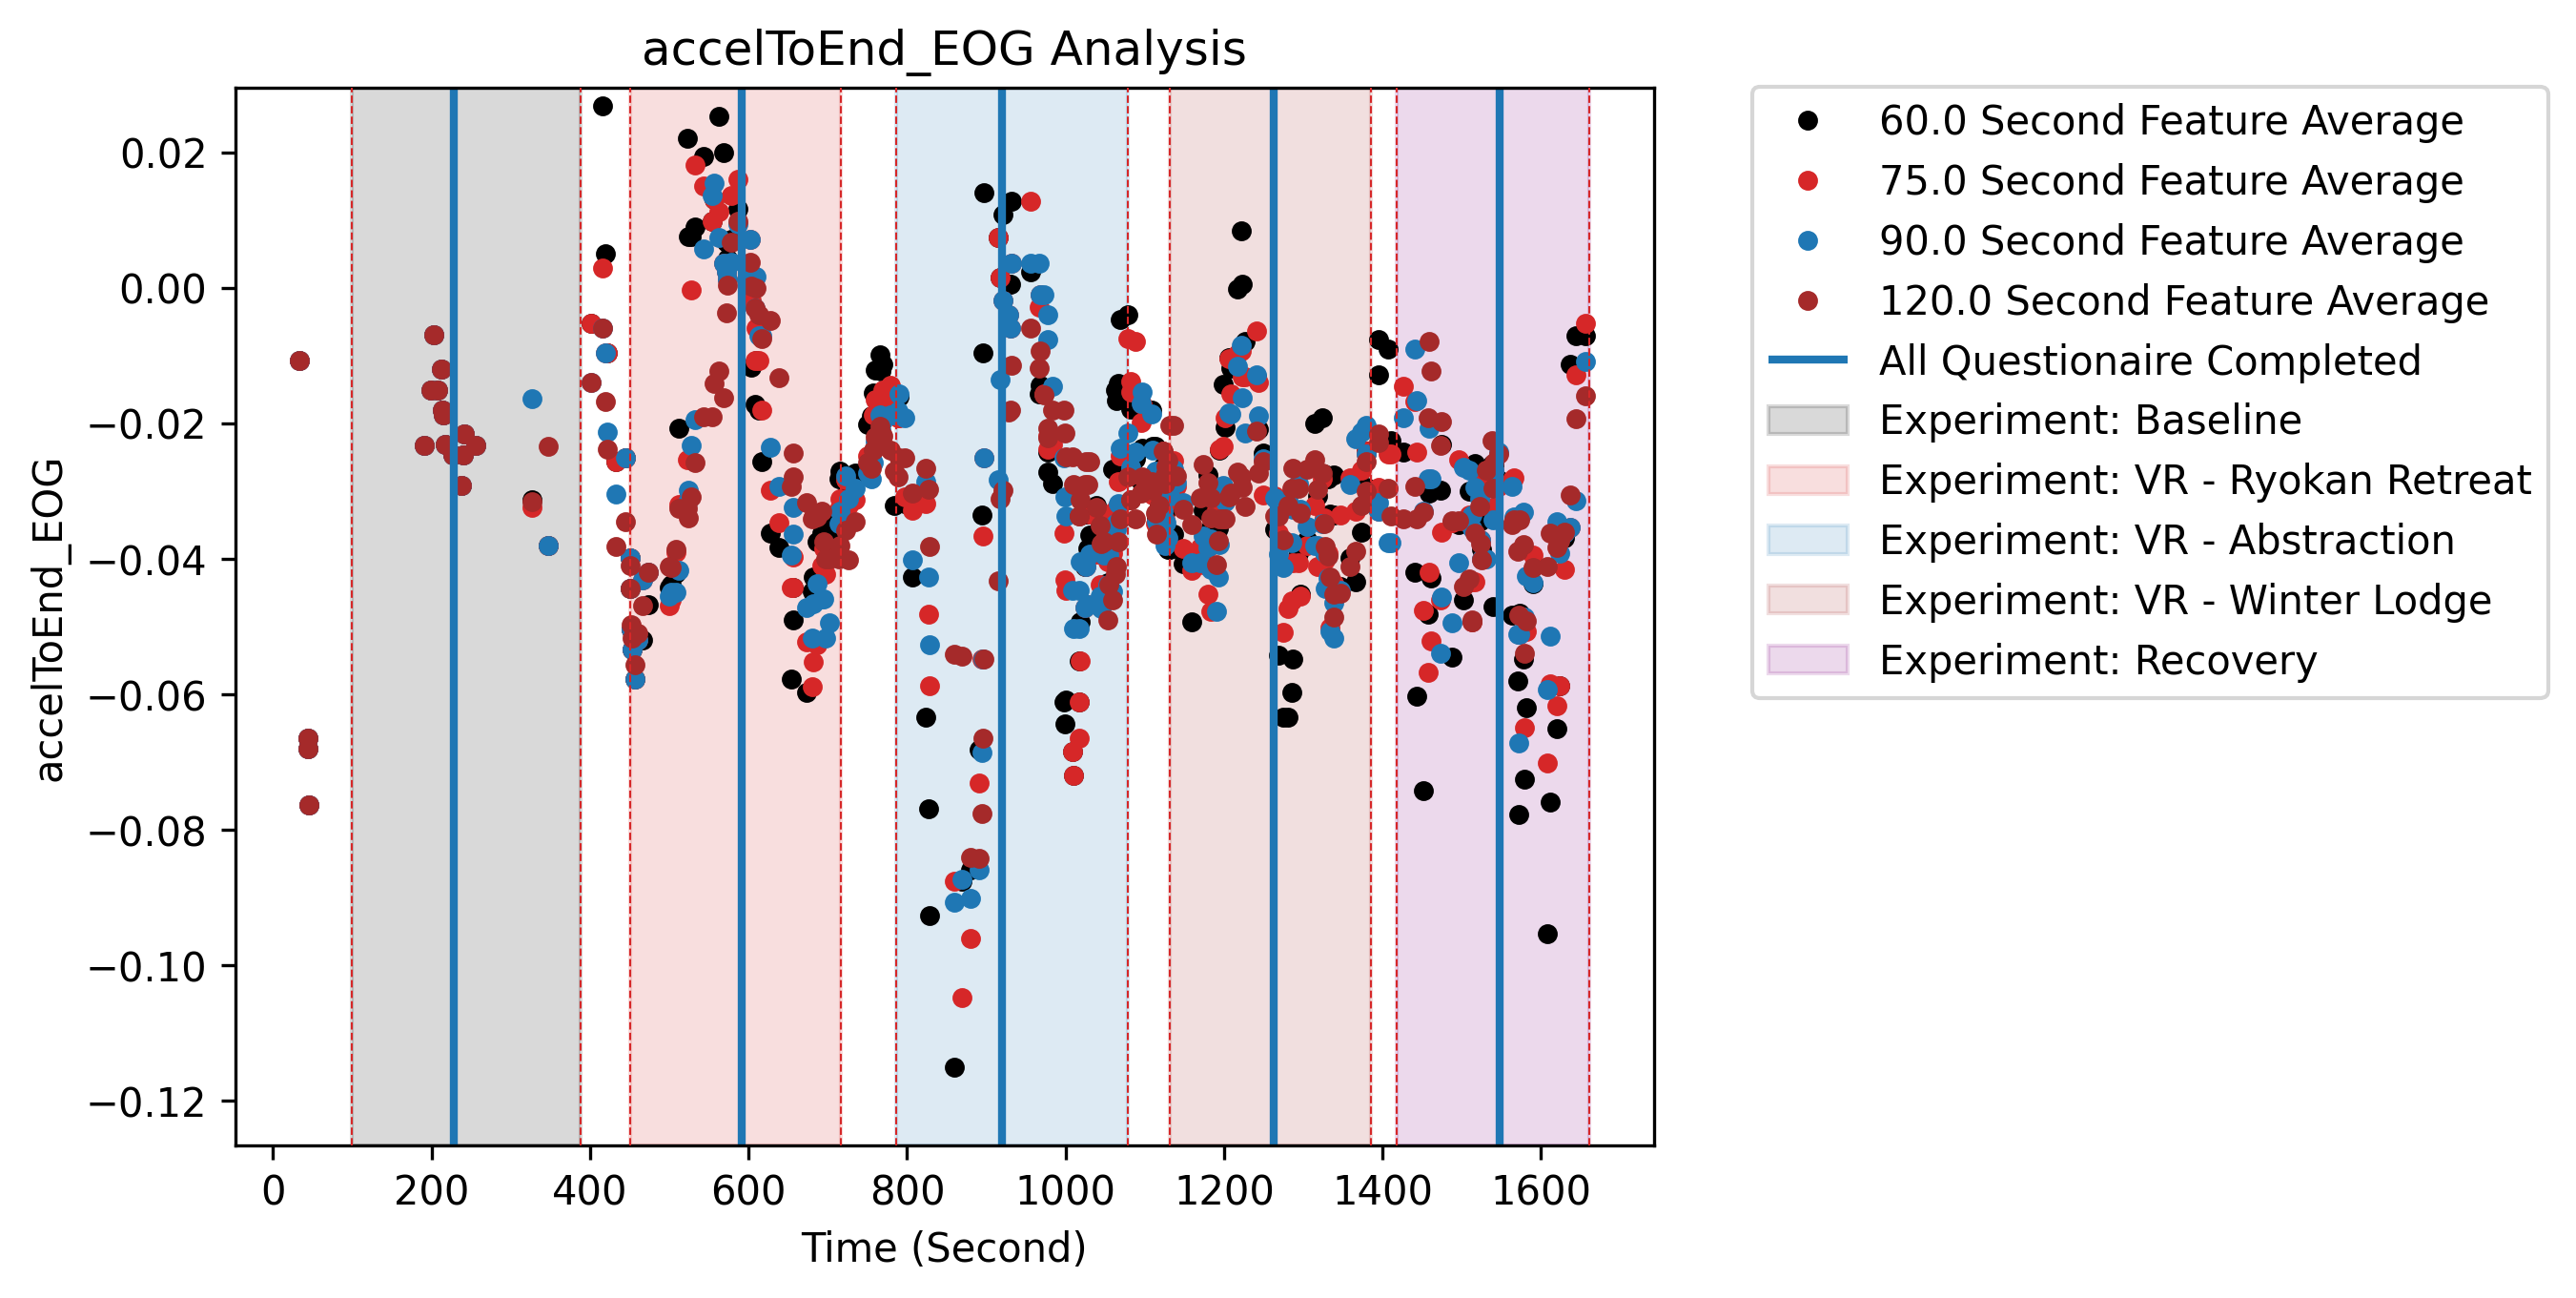 accelToEnd_EOG Analysis
accelToEnd_EOG
0.02
0.00
−0.02
−0.04
−0.06
−0.08
−0.10
−0.12
0 200 400 600 800 1000 1200 1400 1600
Time (Second)
60.0 Second Feature Average
75.0 Second Feature Average
90.0 Second Feature Average
120.0 Second Feature Average
All Questionaire Completed
Experiment: Baseline
Experiment: VR - Ryokan Retreat
Experiment: VR - Abstraction
Experiment: VR - Winter Lodge
Experiment: Recovery